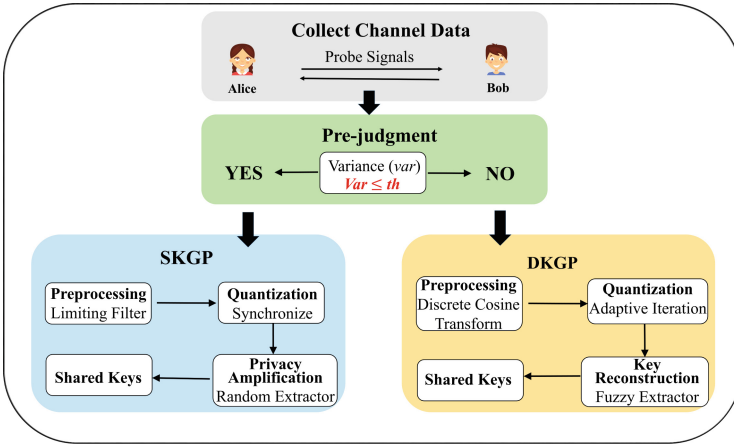 Collect Channel Data
Probe Signals
Alice
Bob
Pre-judgment
YES
Variance (var)
Var ≤ th
NO
SKGP
Preprocessing
Limiting Filter
Quantization
Synchronize
Shared Keys
Privacy
Amplification
Random Extractor
DKGP
Preprocessing
Discrete Cosine
Transform
Quantization
Adaptive Iteration
Shared Keys
Key
Reconstruction
Fuzzy Extractor